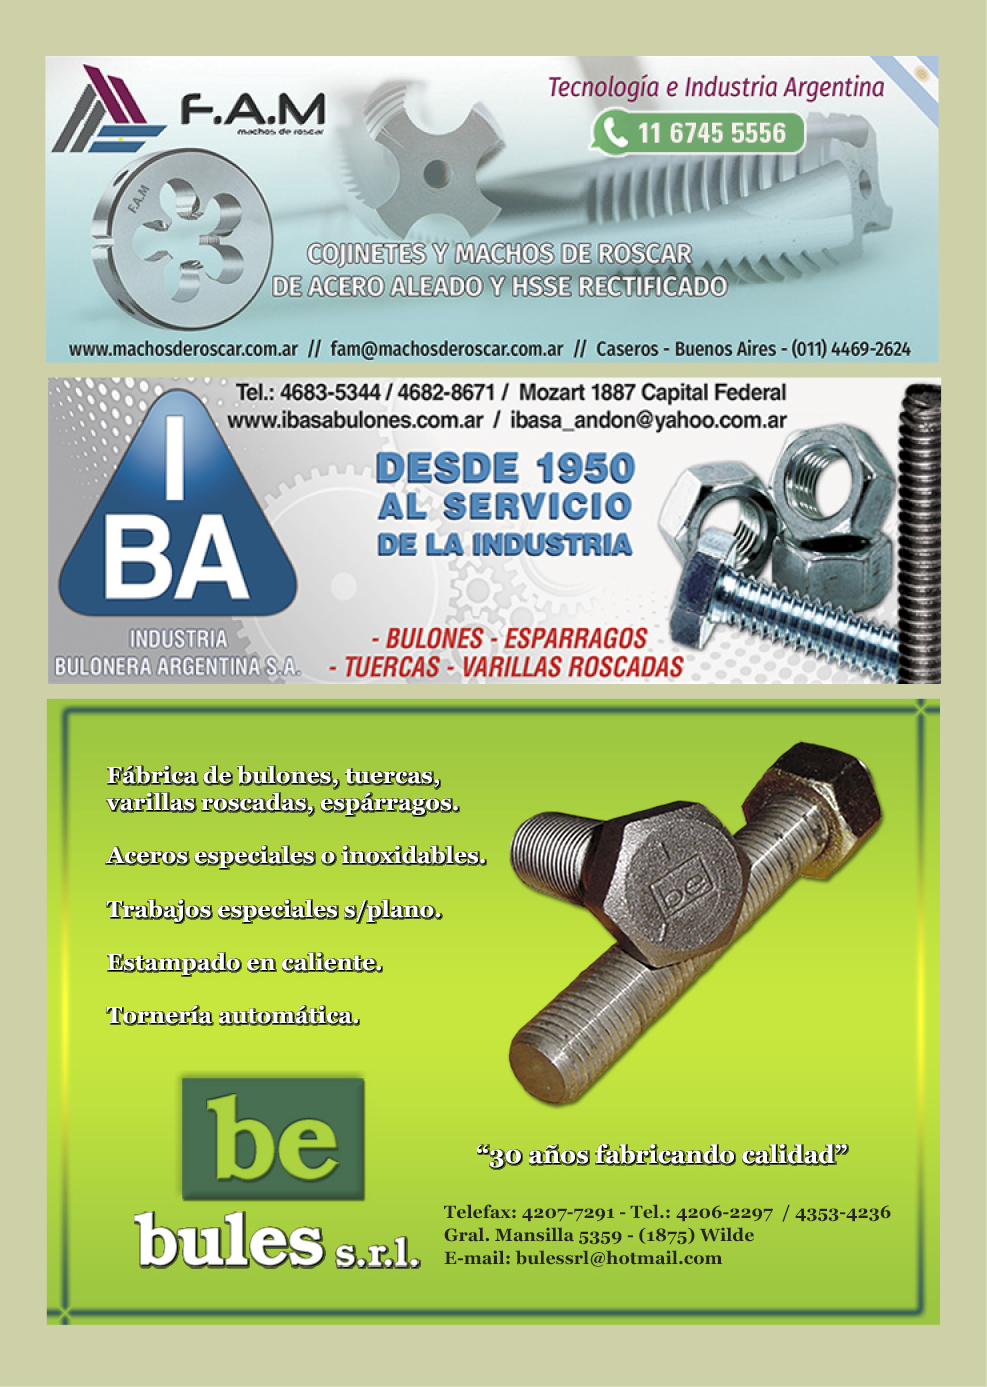 F.A.M
machos de roscar
Tecnología e Industria Argentina
11 6745 5556
F.A.M
COJINETES Y MACHOS DE ROSCAR
DE ACERO ALEADO Y HSSE RECTIFICADO
www.machosderoscar.com.ar // fam@machosderoscar.com.ar // Caseros - Buenos Aires - (011) 4469-2624
Tel.: 4683-5344 / 4682-8671 / Mozart 1887 Capital Federal
www.ibasabulones.com.ar / ibasa_andon@yahoo.com.ar
I
BA
DESDE 1950
AL SERVICIO
DE LA INDUSTRIA
INDUSTRIA
BULONERA ARGENTINA S.A.
- BULONES - ESPARRAGOS
- TUERCAS - VARILLAS ROSCADAS
Fábrica de bulones, tuercas,
varillas roscadas, espárragos.
Aceros especiales o inoxidables.
Trabajos especiales s/plano.
Estampado en caliente.
Tornería automática.
be
be
bules s.r.l.
“30 años fabricando calidad”
Telefax: 4207-7291 - Tel.: 4206-2297 / 4353-4236
Gral. Mansilla 5359 - (1875) Wilde
E-mail: bulessrl@hotmail.com